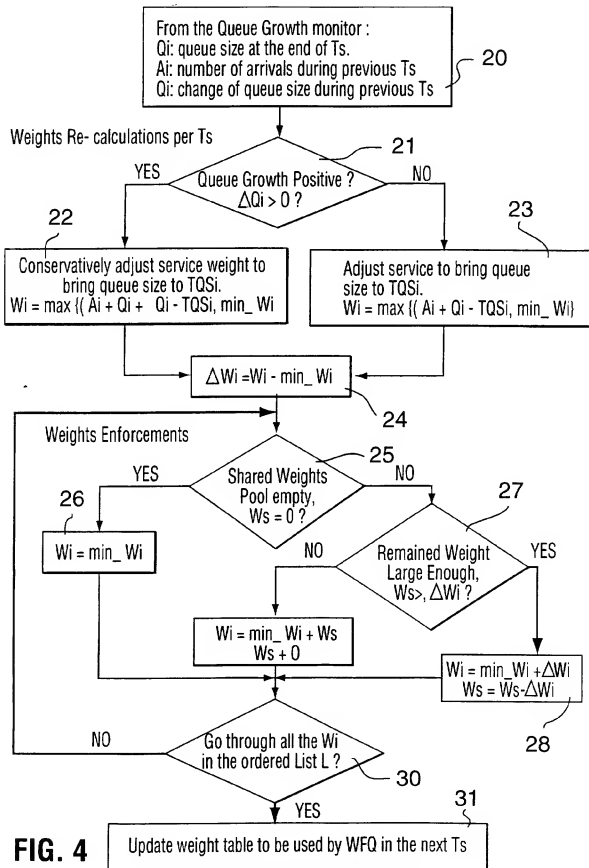 From the Queue Growth monitor :
Qi: queue size at the end of Ts.
Ai: number of arrivals during previous Ts
Qi: change of queue size during previous Ts
20
Weights Re- calculations per Ts
21
YES
Queue Growth Positive ?
ΔQi > 0 ?
NO
22
23
Conservatively adjust service weight to
bring queue size to TQSi.
Wi = max {( Ai + Qi + Qi - TQSi, min_ Wi
Adjust service to bring queue
size to TQSi.
Wi = max {( Ai + Qi - TQSi, min_ Wi}
ΔWi =Wi - min_ Wi
24
Weights Enforcements
25
YES
Shared Weights
Pool empty,
Ws = 0 ?
NO
26
Wi = min_ Wi
27
NO
Remained Weight
Large Enough,
Ws>, ΔWi ?
YES
Wi = min_ Wi + Ws
Ws + 0
Wi = min_Wi +ΔWi
Ws = Ws-ΔWi
28
NO
Go through all the Wi
in the ordered List L ?
30
YES
31
Update weight table to be used by WFQ in the next Ts
FIG. 4